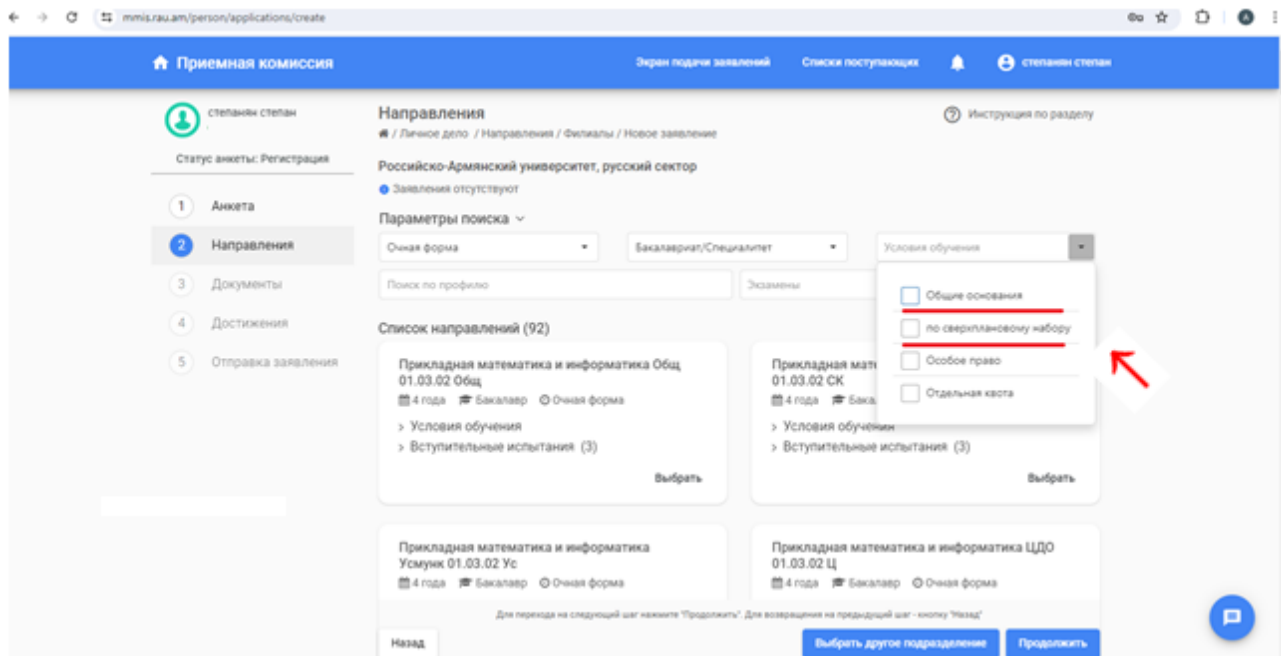 mmis.rau.am/person/applications/create
Приемная комиссия
Экран подачи заявлений
Списки поступающих
степанян степан
степанян степан
Статус анкеты: Регистрация
1 Анкета
2 Направления
3 Документы
4 Достижения
5 Отправка заявления
Направления
Инструкция по разделу
/ Личное дело / Направления / Филиалы / Новое заявление
Российско-Армянский университет, русский сектор
Заявления отсутствуют
Параметры поиска
Очная форма
Бакалавриат/Специалитет
Условия обучения
Поиск по профилю
Экзамены
Общие основания
по сверхплановому набору
Особое право
Отдельная квота
Список направлений (92)
Прикладная математика и информатика Общ
01.03.02 Общ
4 года Бакалавр Очная форма
> Условия обучения
> Вступительные испытания (3)
Выбрать
Прикладная мате
01.03.02 СК
4 года Бака
> Условия обучения
> Вступительные испытания (3)
Выбрать
Прикладная математика и информатика
Усмунк 01.03.02 Ус
4 года Бакалавр Очная форма
Прикладная математика и информатика ЦДО
01.03.02 Ц
4 года Бакалавр Очная форма
Для перехода на следующий шаг нажмите "Продолжить". Для возвращения на предыдущий шаг - кнопку "Назад"
Назад
Выбрать другое подразделение
Продолжить